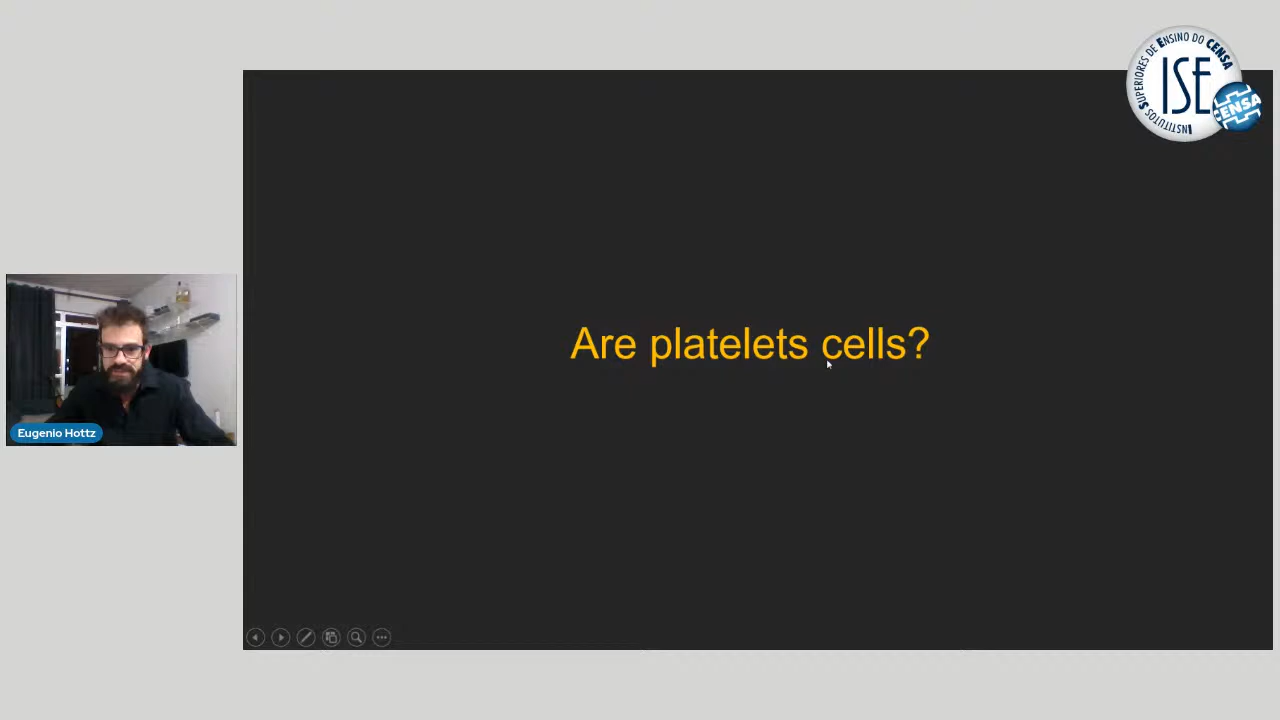 INSTITUTOS SUPERIORES DE ENSINO DO CENSA
ISE
CENSA
Are platelets cells?
Eugenio Hottz